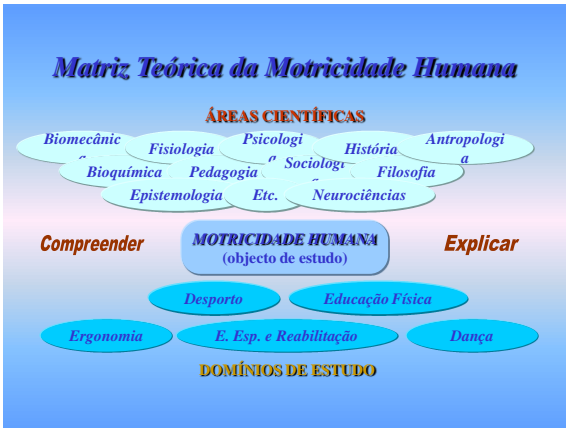 Matriz Teórica da Motricidade Humana
ÁREAS CIENTÍFICAS
Biomecânic
Fisiologia
Psicologi
História
Antropologi
a
Bioquímica
Pedagogia
Sociologi
Filosofia
Epistemologia
Etc.
Neurociências
Compreender
MOTRICIDADE HUMANA
(objecto de estudo)
Explicar
Desporto
Educação Física
Ergonomia
E. Esp. e Reabilitação
Dança
DOMÍNIOS DE ESTUDO